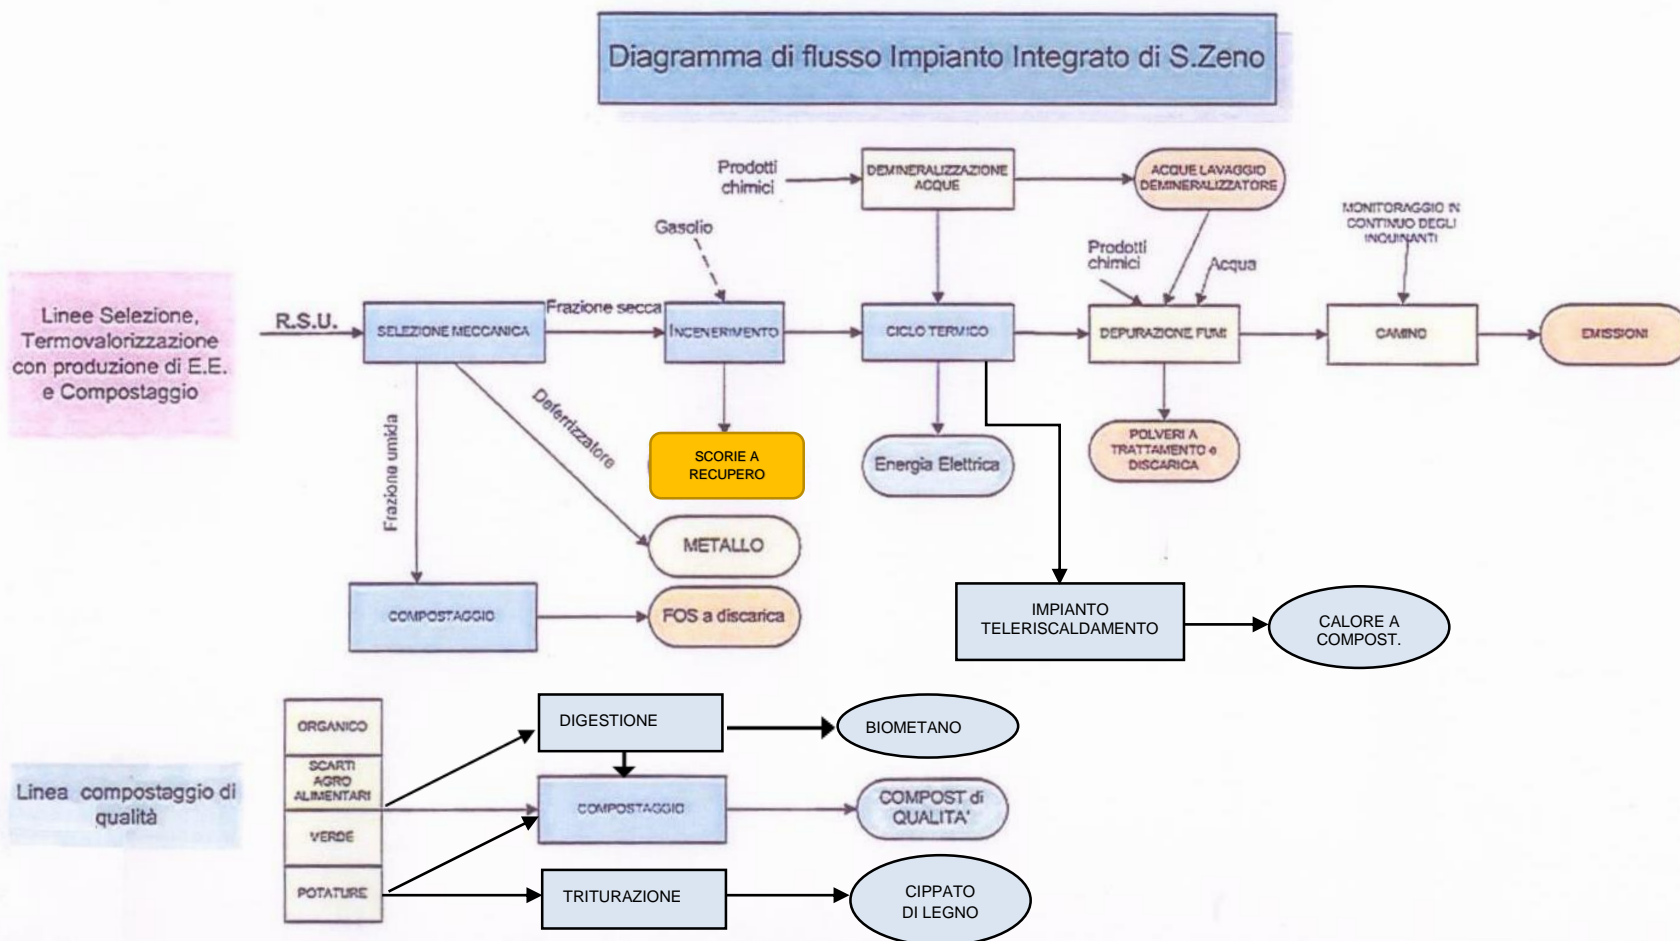 Diagramma di flusso Impianto Integrato di S.Zeno
Prodotti
chimici
DEMINERALIZZAZIONE
ACQUE
ACQUE LAVAGGIO
DEMINERALIZZATORE
MONITORAGGIO IN
CONTINUO DEGLI
INQUINANTI
Gasolio
Prodotti
chimici
Acqua
Linee Selezione,
Termovalorizzazione
con produzione di E.E.
e Compostaggio
R.S.U.
SELEZIONE MECCANICA
Frazione secca
INCENERIMENTO
CICLO TERMICO
DEPURAZIONE FUMI
CAMINO
EMISSIONI
Frazione umida
Deferrizzatore
SCORIE A
RECUPERO
Energia Elettrica
POLVERI A
TRATTAMENTO e
DISCARICA
METALLO
COMPOSTAGGIO
FOS a discarica
IMPIANTO
TELERISCALDAMENTO
CALORE A
COMPOST.
Linea compostaggio di
qualità
ORGANICO
SCARTI
AGRO
ALIMENTARI
VERDE
POTATURE
DIGESTIONE
BIOMETANO
COMPOSTAGGIO
COMPOST di
QUALITA'
TRITURAZIONE
CIPPATO
DI LEGNO